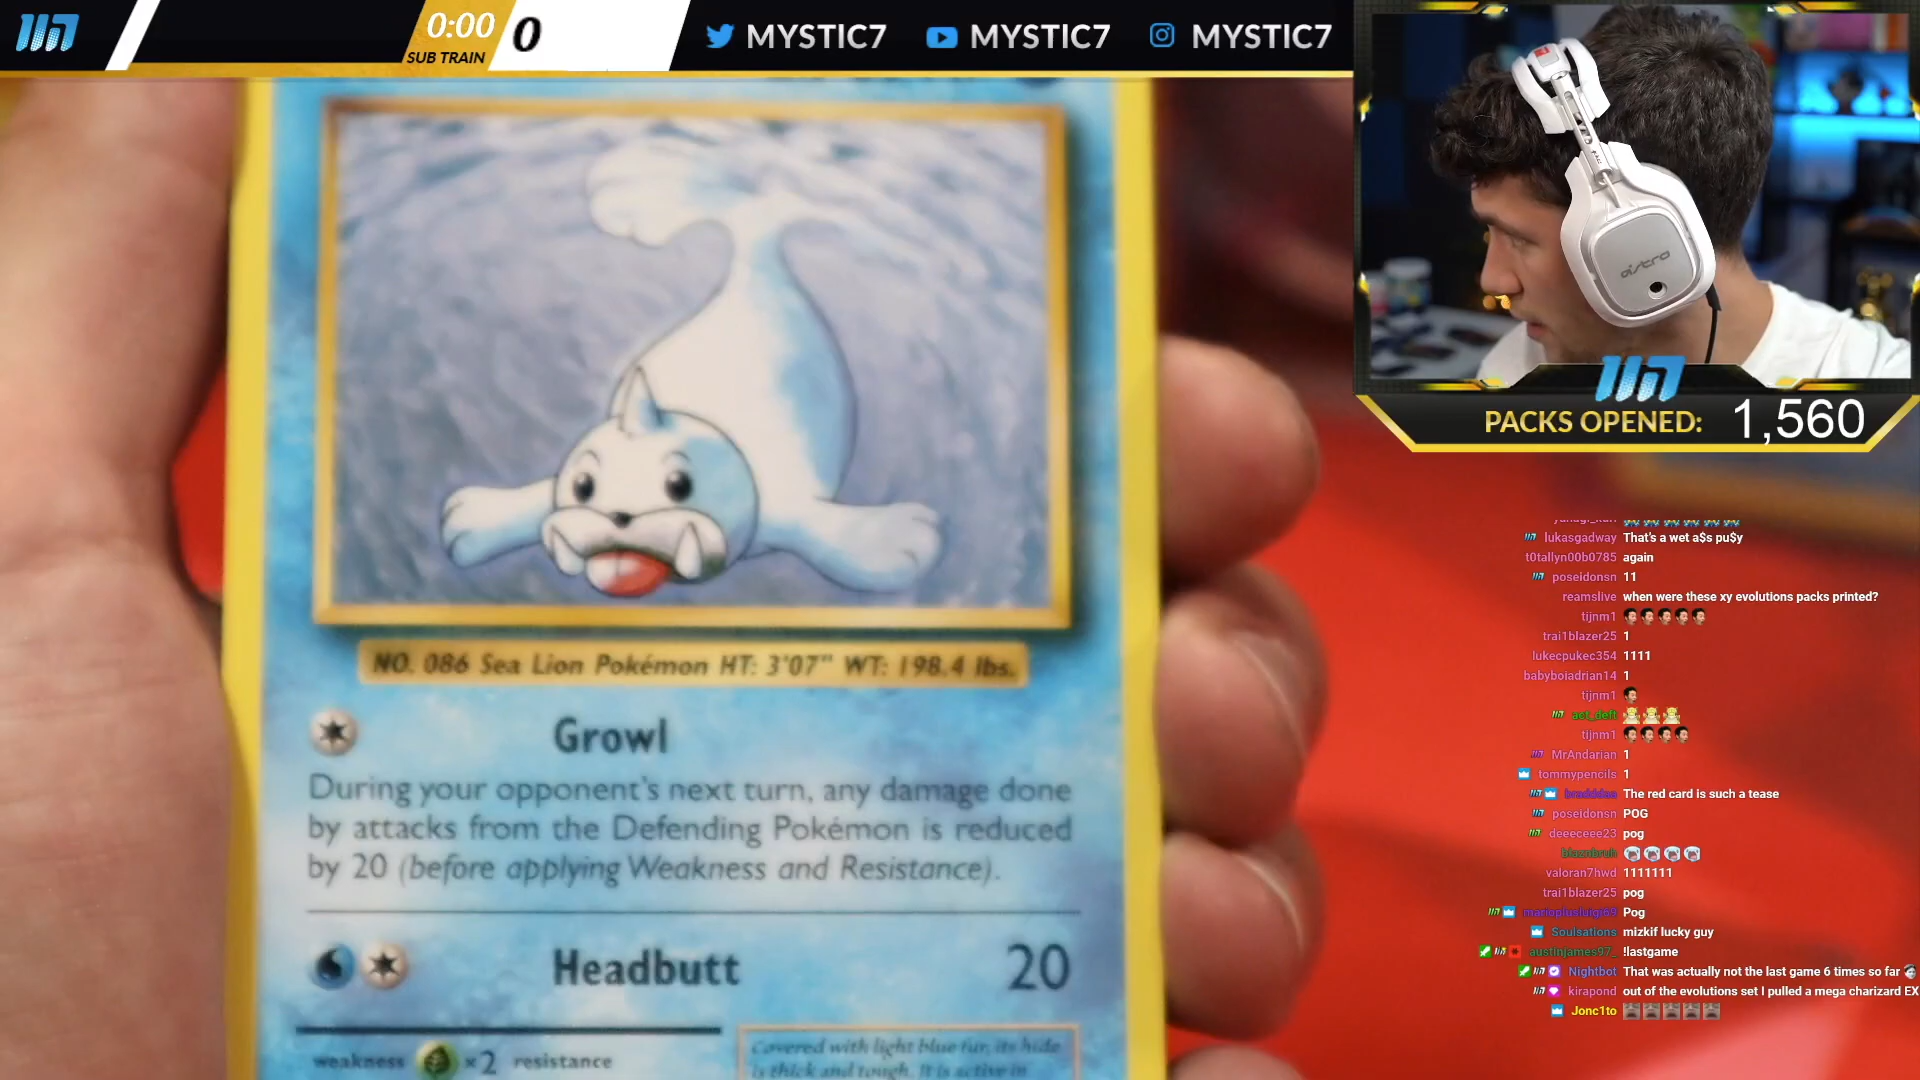 0:00
SUB TRAIN
0
MYSTIC7
MYSTIC7
MYSTIC7
astro
PACKS OPENED: 1,560
NO. 086 Sea Lion Pokémon HT: 3'07" WT: 198.4 lbs.
Growl
During your opponent's next turn, any damage done
by attacks from the Defending Pokémon is reduced
by 20 (before applying Weakness and Resistance).
Headbutt 20
weakness ×2 resistance
Covered with light blue fur, its hide
is thick and tough. It is active in
lukasgadway That's a wet a$s pu$y
t0tallyn00b0785 again
poseidonsn 11
reamslive when were these xy evolutions packs printed?
tijnm1
trai1blazer25 1
lukecpukec354 1111
babyboiadrian14 1
tijnm1
ast_deft
tijnm1
MrAndarian 1
tommypencils 1
The red card is such a tease
poseidonsn POG
deeeceee23 pog
blaznbruh
valoran7hwd 1111111
trai1blazer25 pog
Pog
Soulsations mizkif lucky guy
austinjames97_ !lastgame
Nightbot That was actually not the last game 6 times so far
kirapond out of the evolutions set I pulled a mega charizard EX
Jonc1to